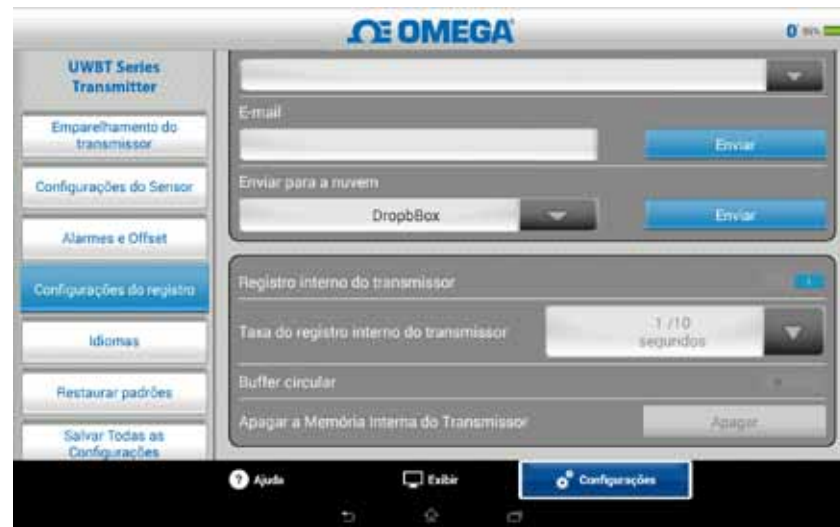 OMEGA
UWBT Series
Transmitter
Emparelhamento do
transmissor
Configurações do Sensor
Alarmes e Offset
Configurações do registro
Idiomas
Restaurar padrões
Salvar Todas as
Configurações
E-mail
Enviar
Enviar para a nuvem
DropbBox
Enviar
Registro interno do transmissor
Taxa do registro interno do transmissor
1 /10
segundos
Buffer circular
Apagar a Memória Interna do Transmissor
Apagar
? Ajuda
Exibir
Configurações